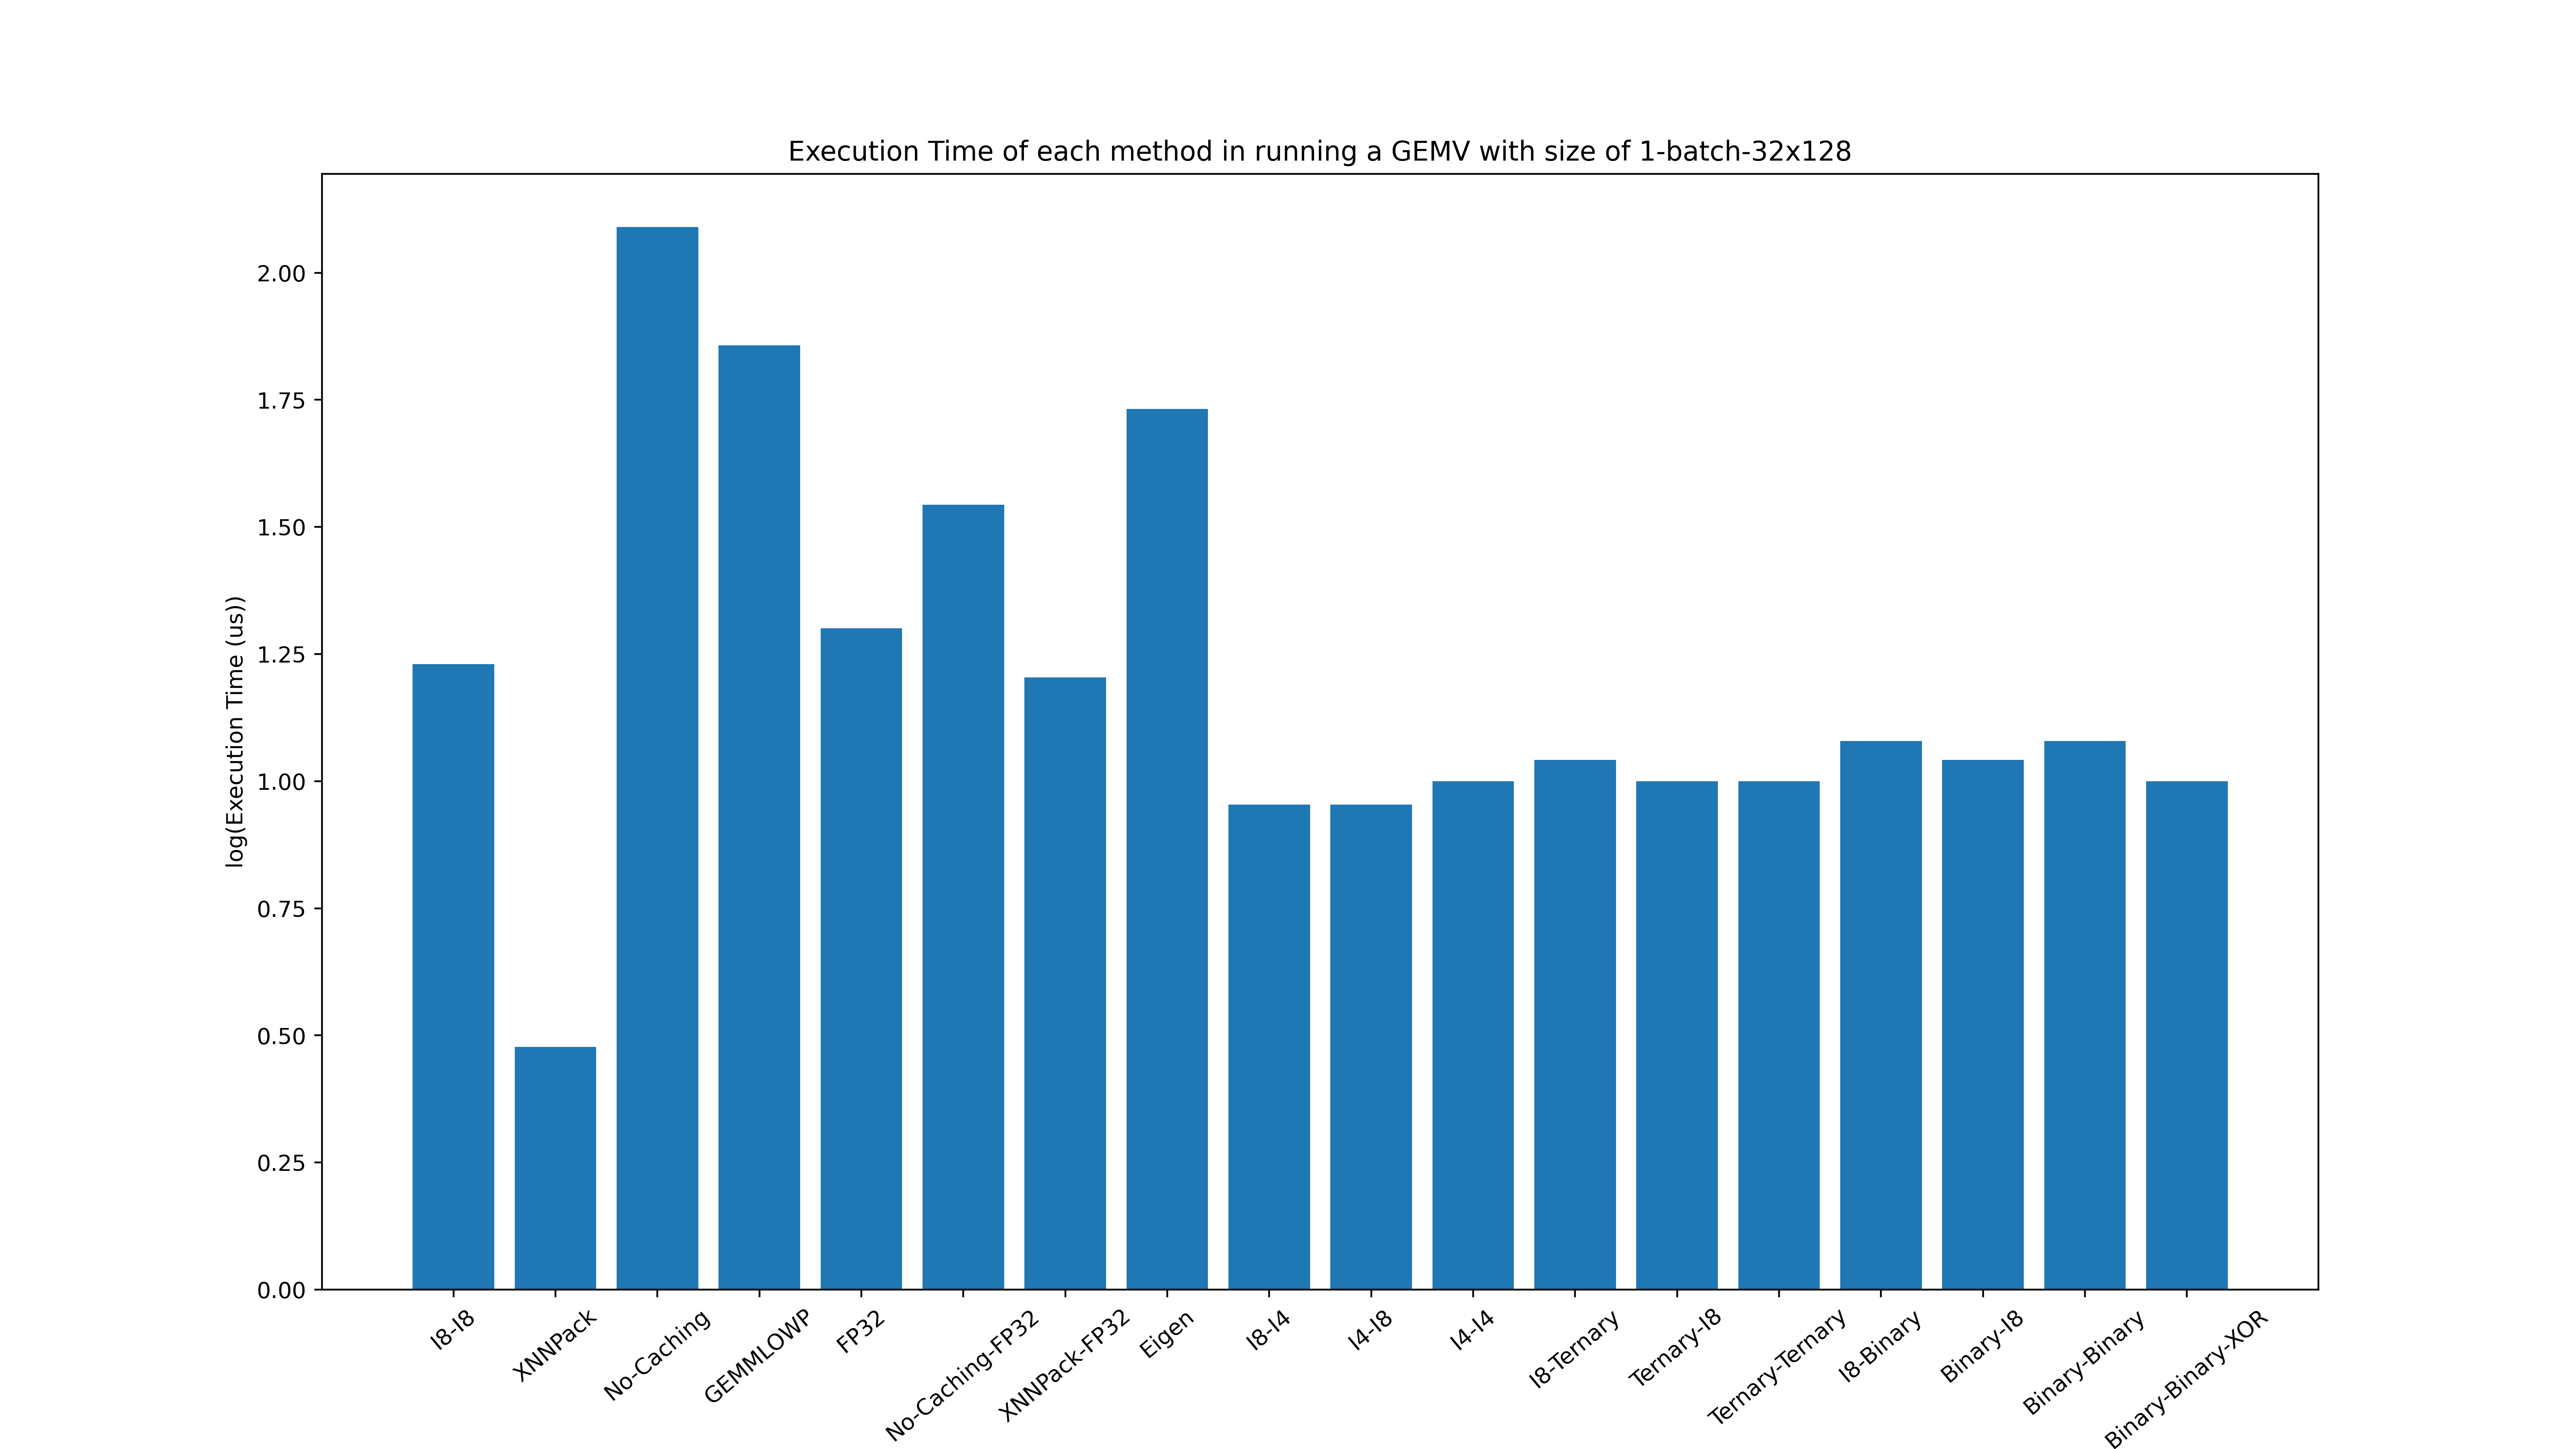 Execution Time of each method in running a GEMV with size of 1-batch-32x128
log(Execution Time (us))
2.00
1.75
1.50
1.25
1.00
0.75
0.50
0.25
0.00
I8-I8
XNNPack
No-Caching
GEMMLOWP
FP32
No-Caching-FP32
XNNPack-FP32
Eigen
I8-I4
I4-I8
I4-I4
I8-Ternary
Ternary-I8
Ternary-Ternary
I8-Binary
Binary-I8
Binary-Binary
Binary-Binary-XOR